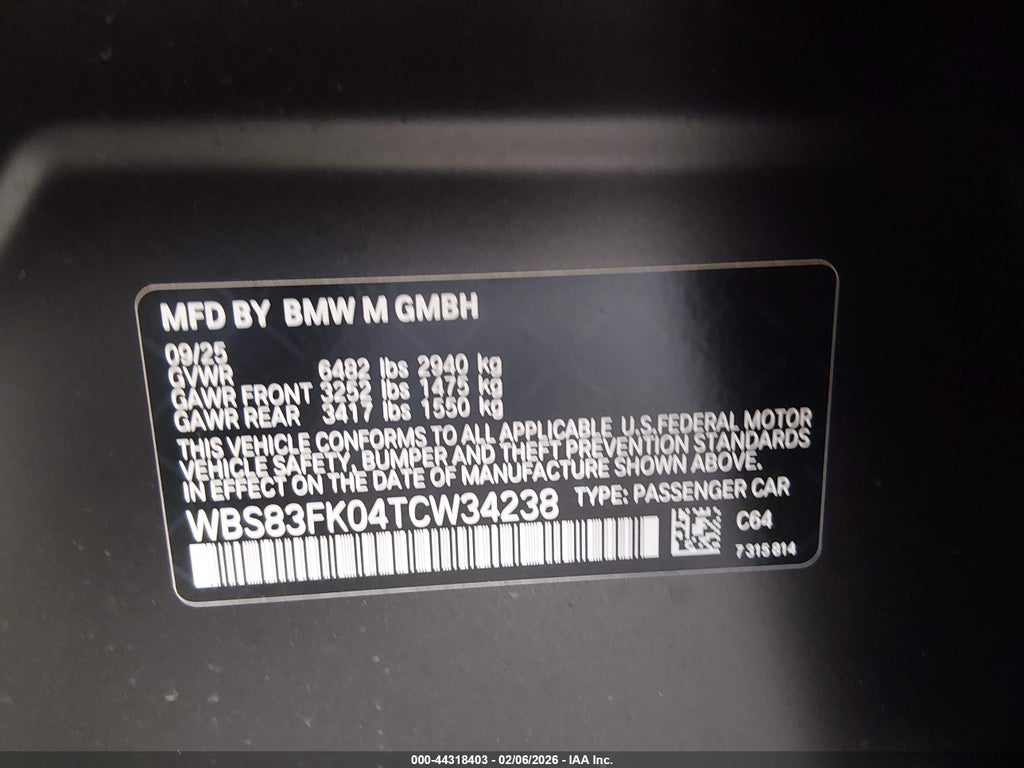 MFD BY BMW M GMBH
09/25
GVWR 6482 lbs 2940 kg
GAWR FRONT 3252 lbs 1475 kg
GAWR REAR 3417 lbs 1550 kg
THIS VEHICLE CONFORMS TO ALL APPLICABLE U.S.FEDERAL MOTOR
VEHICLE SAFETY, BUMPER AND THEFT PREVENTION STANDARDS
IN EFFECT ON THE DATE OF MANUFACTURE SHOWN ABOVE.
WBS83FK04TCW34238 TYPE: PASSENGER CAR
C64
7315814
000-44318403 - 02/06/2026 - IAA Inc.